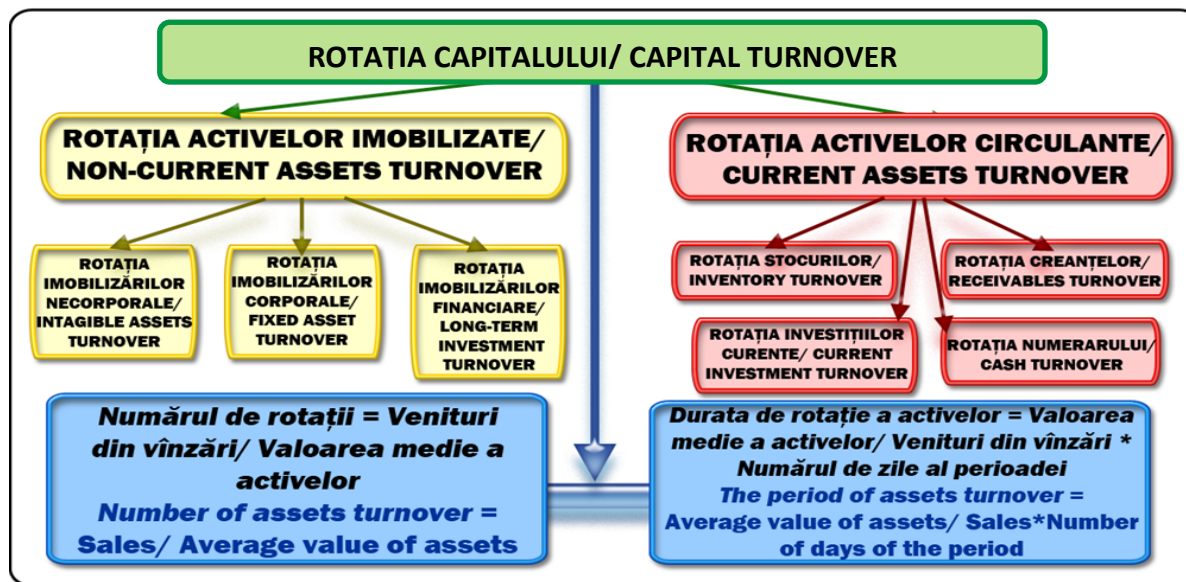 ROTAȚIA CAPITALULUI/ CAPITAL TURNOVER
ROTAȚIA ACTIVELOR IMOBILIZATE/
NON-CURRENT ASSETS TURNOVER
ROTAȚIA ACTIVELOR CIRCULANTE/
CURRENT ASSETS TURNOVER
ROTAȚIA
IMOBILIZĂRILOR
NECORPORALE/
INTAGIBLE ASSETS
TURNOVER
ROTAȚIA
IMOBILIZĂRILOR
CORPORALE/
FIXED ASSET
TURNOVER
ROTAȚIA
IMOBILIZĂRILOR
FINANCIARE/
LONG-TERM
INVESTMENT
TURNOVER
ROTAȚIA STOCURILOR/
INVENTORY TURNOVER
ROTAȚIA CREANȚELOR/
RECEIVABLES TURNOVER
ROTAȚIA INVESTIȚIILOR
CURENTE/ CURRENT
INVESTMENT TURNOVER
ROTAȚIA NUMERARULUI/
CASH TURNOVER
Numărul de rotații = Venituri
din vînzări/ Valoarea medie a
activelor
Number of assets turnover =
Sales/ Average value of assets
Durata de rotație a activelor = Valoarea
medie a activelor/ Venituri din vînzări *
Numărul de zile al perioadei
The period of assets turnover =
Average value of assets/ Sales*Number
of days of the period